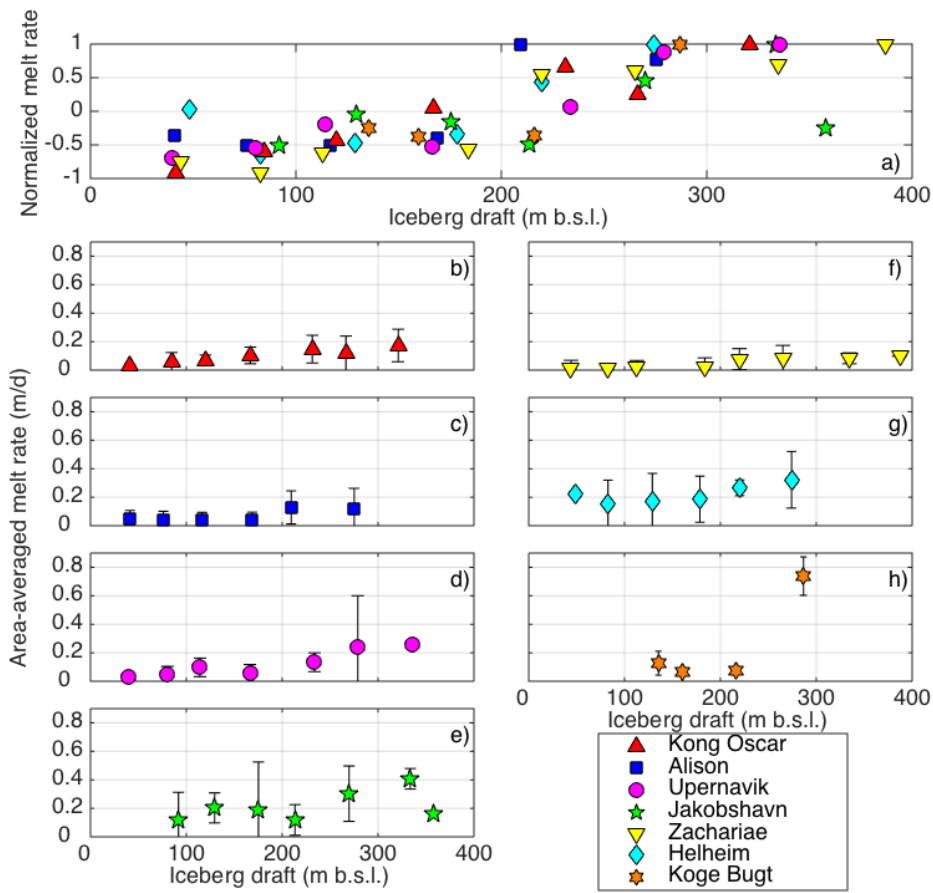 Normalized melt rate
1
0.5
0
-0.5
-1
a)
0 100 200 300 400
Iceberg draft (m b.s.l.)
Area-averaged melt rate (m/d)
0.8
0.6
0.4
0.2
0
b)
0.8
0.6
0.4
0.2
0
c)
0.8
0.6
0.4
0.2
0
d)
0.8
0.6
0.4
0.2
0
e)
0 100 200 300 400
Iceberg draft (m b.s.l.)
f)
g)
h)
100 200 300 400
Iceberg draft (m b.s.l.)
Kong Oscar
Alison
Upernavik
Jakobshavn
Zachariae
Helheim
Koge Bugt